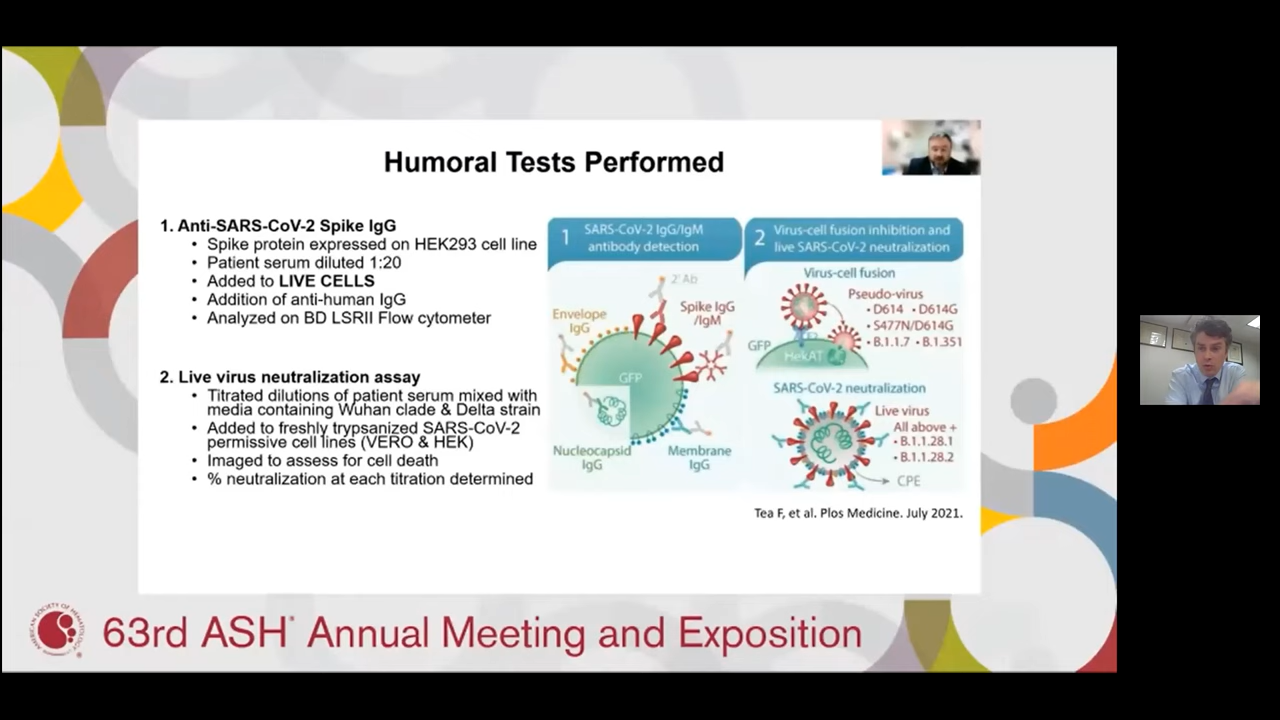 Humoral Tests Performed
1. Anti-SARS-CoV-2 Spike IgG
• Spike protein expressed on HEK293 cell line
• Patient serum diluted 1:20
• Added to LIVE CELLS
• Addition of anti-human IgG
• Analyzed on BD LSRII Flow cytometer
2. Live virus neutralization assay
• Titrated dilutions of patient serum mixed with
media containing Wuhan clade & Delta strain
• Added to freshly trypsanized SARS-CoV-2
permissive cell lines (VERO & HEK)
• Imaged to assess for cell death
• % neutralization at each titration determined
1
SARS-CoV-2 IgG/IgM
antibody detection
2' Ab
Spike IgG
/IgM
Envelope
IgG
GFP
Nucleocapsid
IgG
Membrane
IgG
2
Virus-cell fusion inhibition and
live SARS-CoV-2 neutralization
Virus-cell fusion
Pseudo-virus
• D614 • D614G
• S477N/D614G
• B.1.1.7 • B.1.351
GFP
HekAT
SARS-CoV-2 neutralization
Live virus
All above +
• B.1.1.28.1
• B.1.1.28.2
CPE
Tea F, et al. Plos Medicine. July 2021.
AMERICAN SOCIETY OF HEMATOLOGY
63rd ASH® Annual Meeting and Exposition